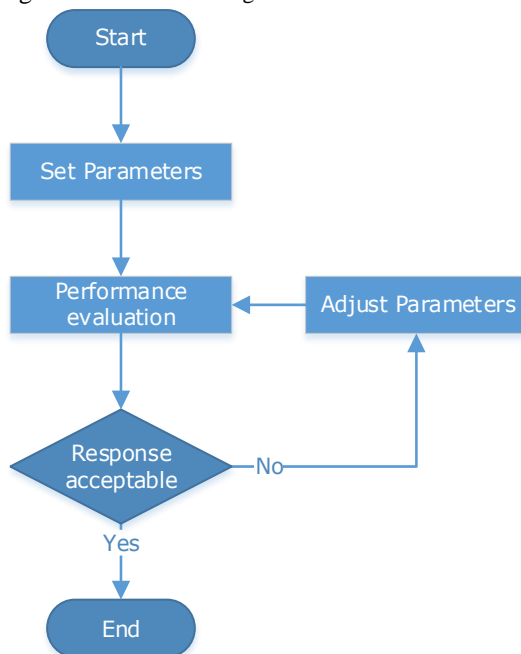 Start
Set Parameters
Performance
evaluation
Adjust Parameters
Response
acceptable
No
Yes
End